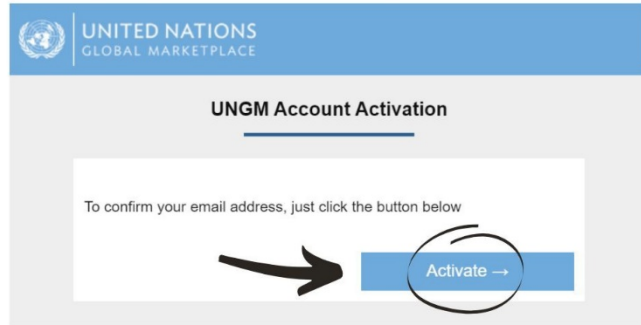 UNITED NATIONS
GLOBAL MARKETPLACE
UNGM Account Activation
To confirm your email address, just click the button below
Activate →